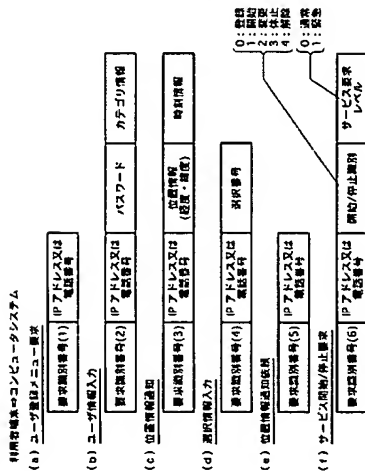 利用者端末⇔コンピュータシステム
(a) ユーザ登録メニュー要求
要求識別番号(1)
IPアドレス又は
電話番号
(b) ユーザ情報入力
要求識別番号(2)
IPアドレス又は
電話番号
パスワード
カテゴリ情報
(c) 位置情報通知
要求識別番号(3)
IPアドレス又は
電話番号
位置情報
(経度・緯度)
時刻情報
(d) 選択情報入力
要求識別番号(4)
IPアドレス又は
電話番号
選択番号
(e) 位置情報通知依頼
要求識別番号(5)
IPアドレス又は
電話番号
(f) サービス開始/停止要求
要求識別番号(6)
IPアドレス又は
電話番号
開始/停止識別
サービス要求
レベル
0:登録
1:開始
2:変更
3:休止
4:解除
0:通常
1:緊急